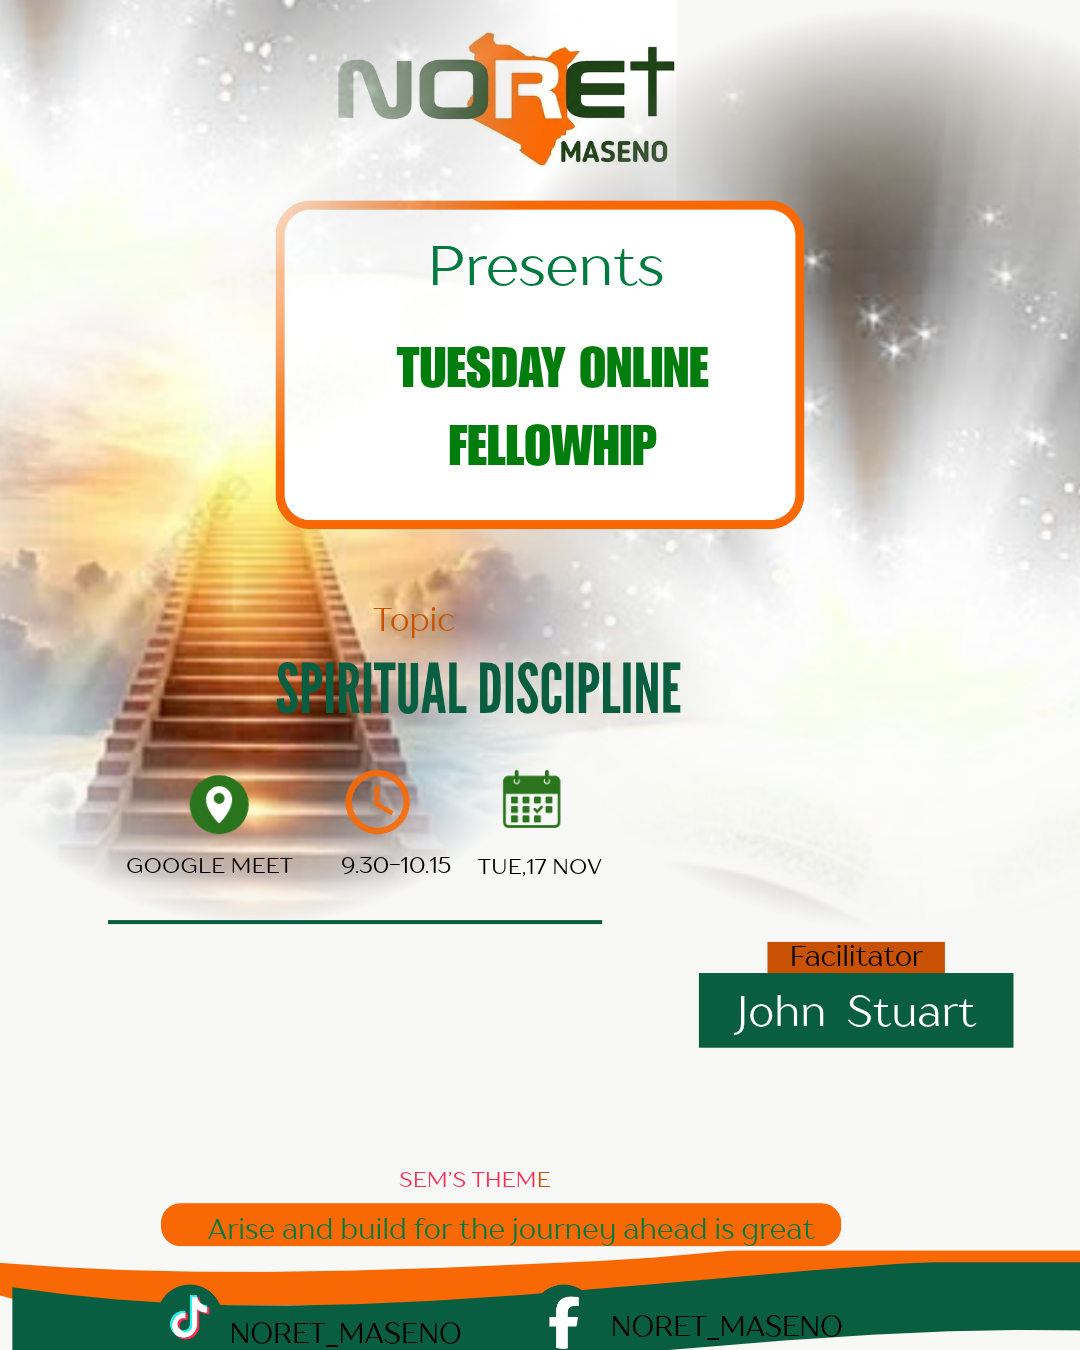 NORET
MASENO
Presents
TUESDAY ONLINE
FELLOWHIP
Topic
SPIRITUAL DISCIPLINE
GOOGLE MEET
9.30-10.15
TUE,17 NOV
Facilitator
John Stuart
SEM'S THEME
Arise and build for the journey ahead is great
NORET_MASENO
NORET_MASENO